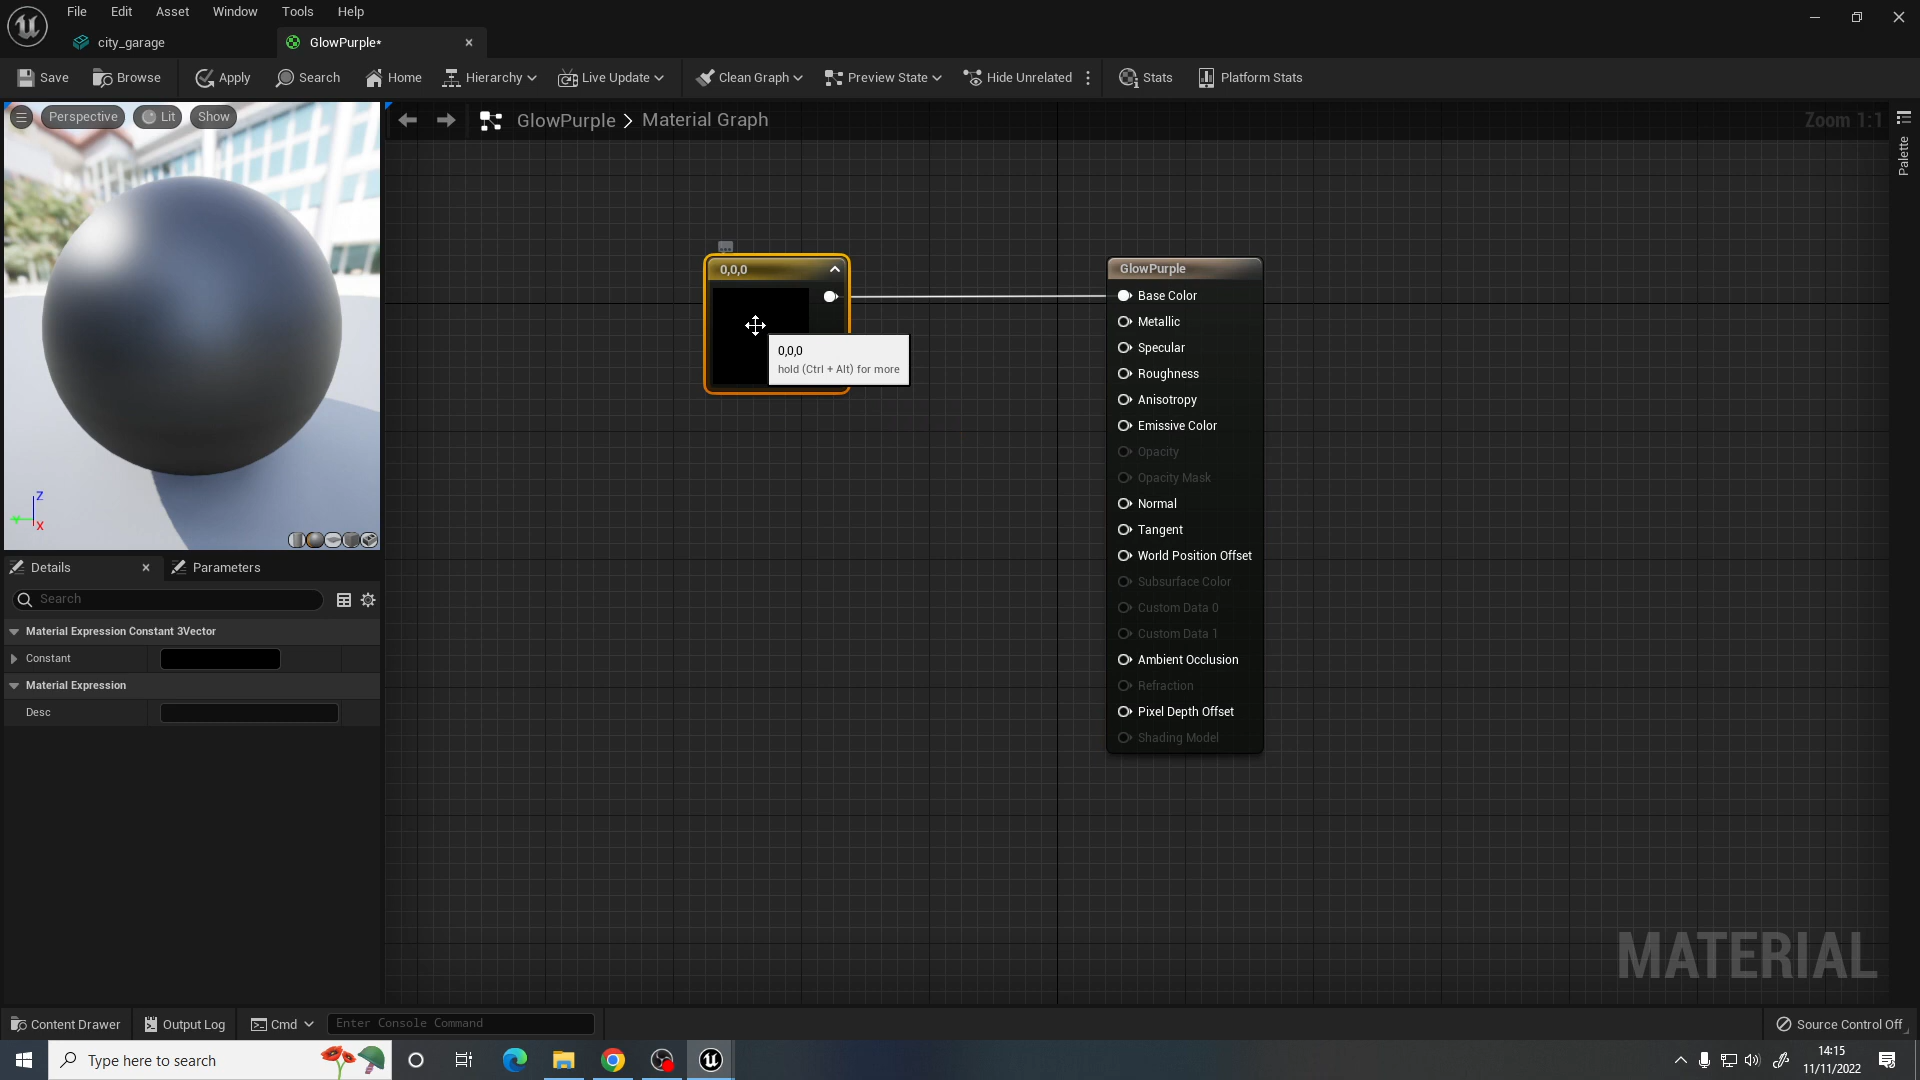 File Edit Asset Window Tools Help
city_garage GlowPurple*
Save Browse Apply Search Home Hierarchy Live Update Clean Graph Preview State Hide Unrelated Stats Platform Stats
Perspective Lit Show
GlowPurple > Material Graph
Zoom 1:1
Palette
0,0,0
0,0,0
hold (Ctrl + Alt) for more
GlowPurple
Base Color
Metallic
Specular
Roughness
Anisotropy
Emissive Color
Opacity
Opacity Mask
Normal
Tangent
World Position Offset
Subsurface Color
Custom Data 0
Custom Data 1
Ambient Occlusion
Refraction
Pixel Depth Offset
Shading Model
Z
Y
X
Details Parameters
Search
Material Expression Constant 3Vector
Constant
Material Expression
Desc
MATERIAL
Content Drawer Output Log Cmd Enter Console Command Source Control Off
Type here to search
14:15
11/11/2022